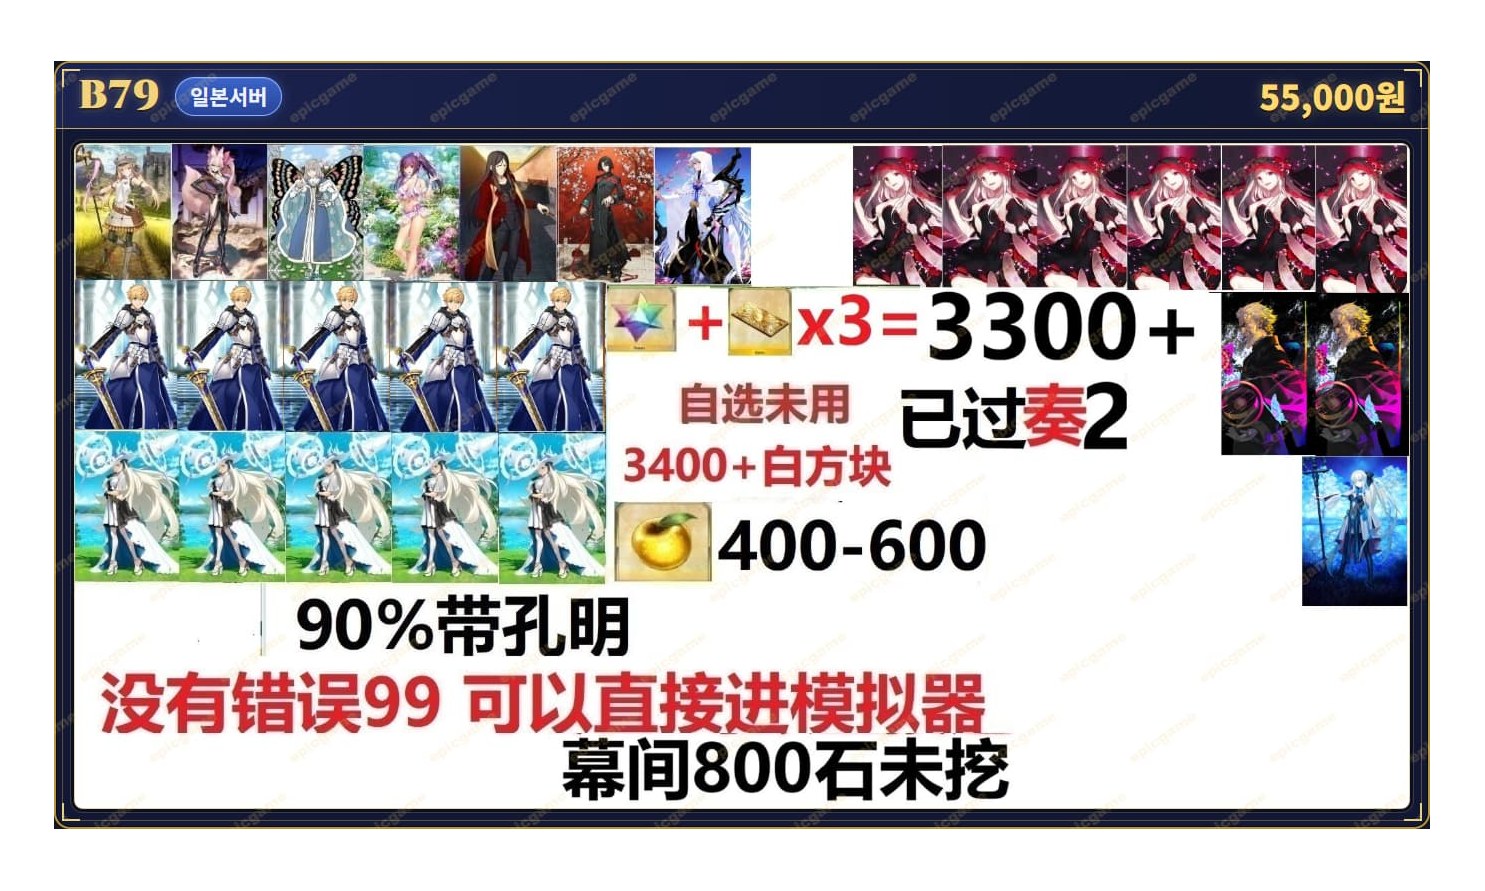 B79 일본서버 55,000원
+ x3=3300+
自选未用
已过奏2
3400+白方块
400-600
90%带孔明
没有错误99 可以直接进模拟器
幕间800石未挖
epicgame